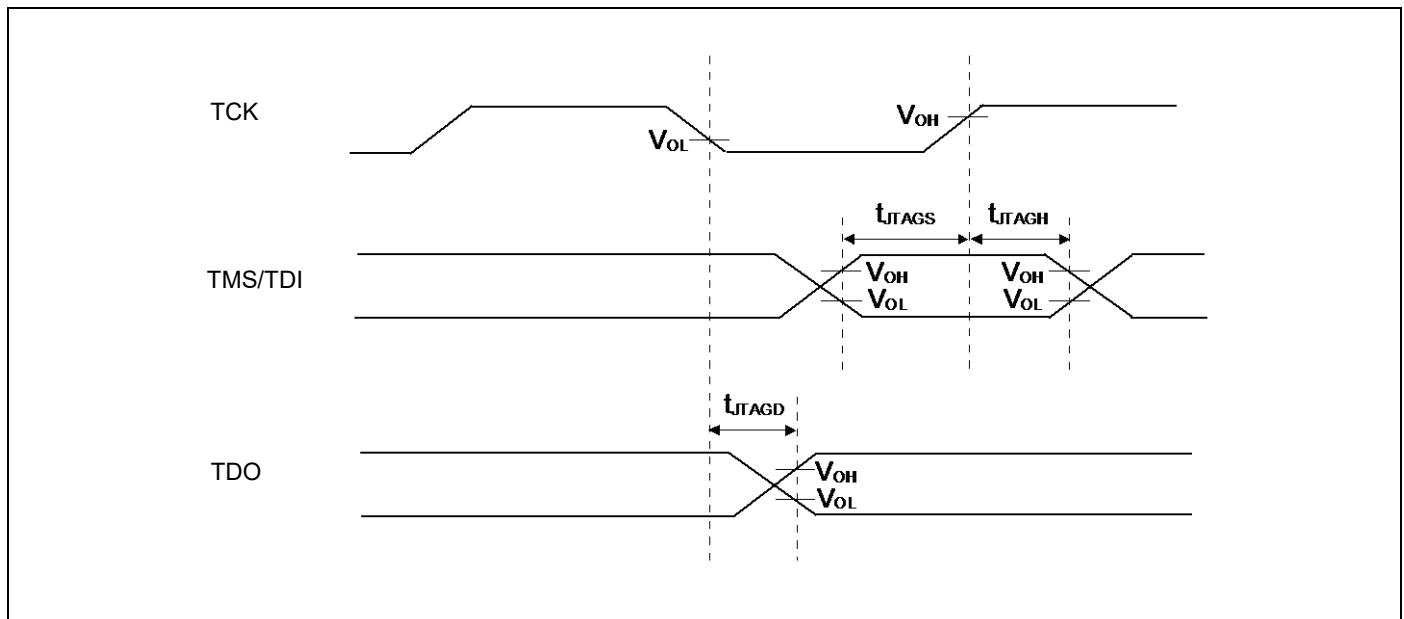 TCK
VOL
VOH
tJTAGS
tJTAGH
TMS/TDI
VOH
VOL
VOH
VOL
tJTAGD
TDO
VOH
VOL